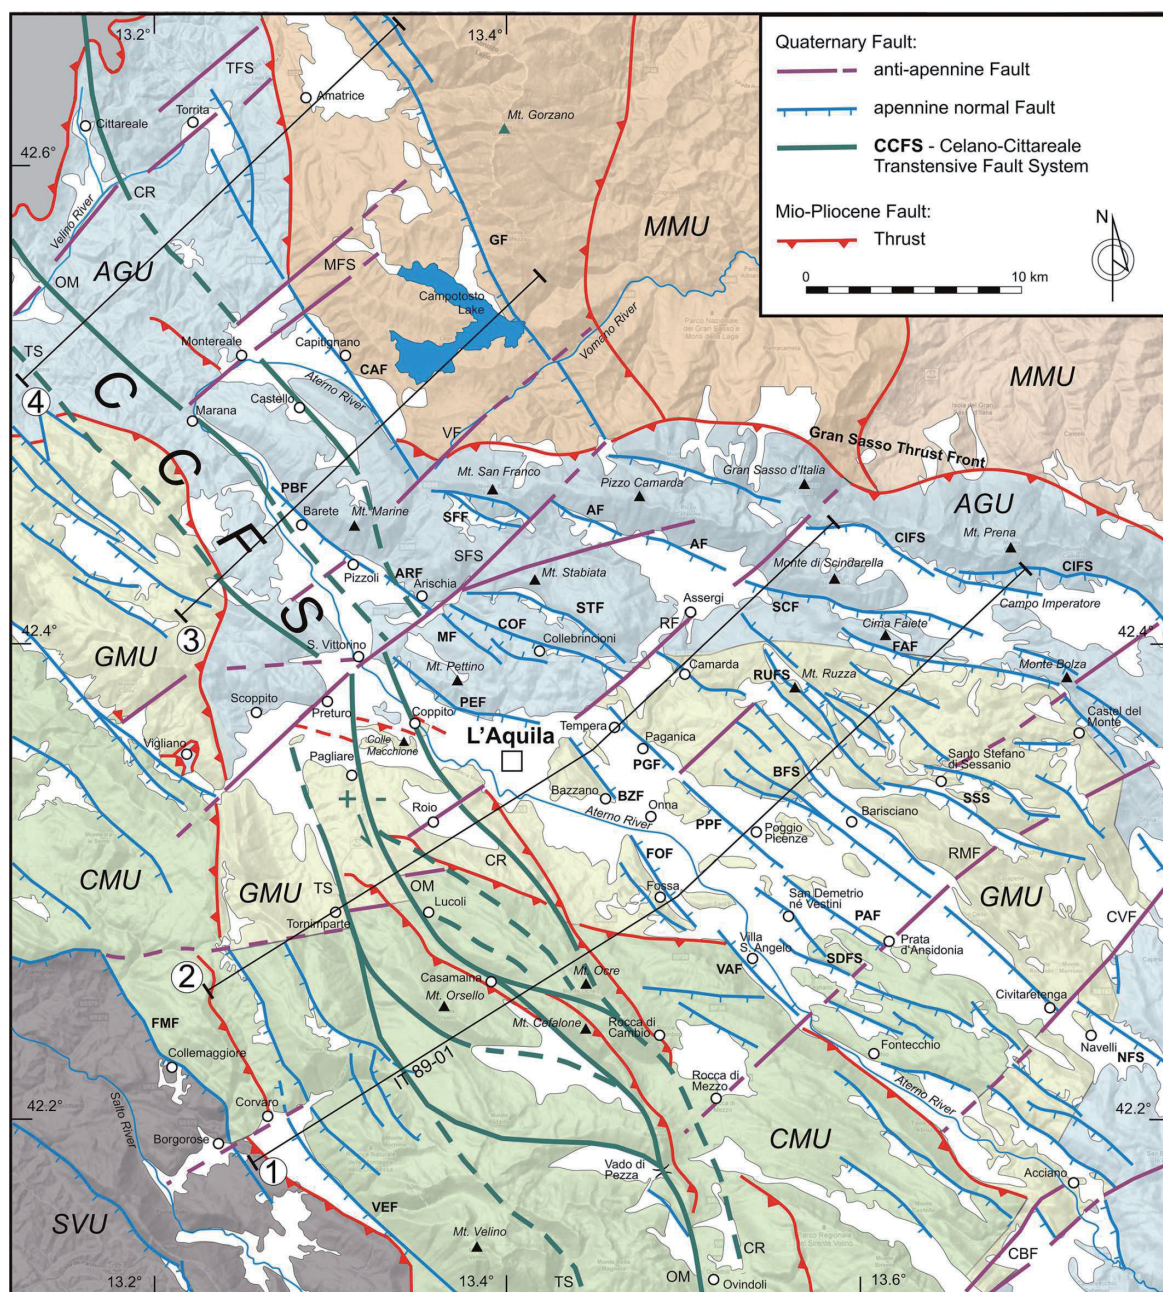 13.2°
13.4°
Quaternary Fault:
anti-apennine Fault
apennine normal Fault
CCFS - Celano-Cittareale
Transtensive Fault System
Mio-Pliocene Fault:
Thrust
0
10 km
N
TFS
Amatrice
Torrita
Cittareale
Mt. Gorzano
42.6°
CR
Velino River
GF
MMU
AGU
MFS
OM
Campotosto
Lake
Vomano River
Montereale
Capitignano
TS
CAF
MMU
4
C
Castello
Aterno River
Marana
VF
Gran Sasso Thrust Front
C
Mt. San Franco
Pizzo Camarda
Gran Sasso d'Italia
AGU
PBF
Barete
Mt. Marine
SFF
AF
F
SFS
AF
CIFS
Mt. Prena
Pizzoli
ARF
Arischia
Mt. Stabiata
Monte di Scindarella
CIFS
Assergi
SCF
Campo Imperatore
S
STF
3
COF
RF
MF
Collebrincioni
Cima Faiete
42.4°
42.4°
S. Vittorino
FAF
GMU
Mt. Pettino
Camarda
RUFS
Mt. Ruzza
Monte Bolza
Scoppito
Preturo
PEF
Coppito
Tempera
Castel del
Monte
Vigliano
Colle
Macchione
L'Aquila
Paganica
Santo Stefano
di Sessanio
Pagliare
PGF
BFS
+ -
Bazzano
BZF
SSS
Roio
Onna
Barisciano
Aterno River
PPF
Poggio
Picenze
CR
FOF
RMF
CMU
GMU
TS
OM
Fossa
San Demetrio
né Vestini
GMU
Tornimparte
Lucoli
PAF
CVF
Villa
S. Angelo
Prata
d'Ansidonia
2
Casamaina
Mt. Ocre
VAF
SDFS
Mt. Orsello
Mt. Cefalone
Rocca di
Cambio
Civitaretenga
FMF
Navelli
Collemaggiore
IT 89-01
Fontecchio
NFS
Rocca di
Mezzo
Aterno River
42.2°
42.2°
Salto River
Corvaro
Borgorose
CMU
1
Vado di
Pezza
Acciano
VEF
SVU
Mt. Velino
CR
CBF
13.2°
13.4°
TS
OM
Ovindoli
13.6°